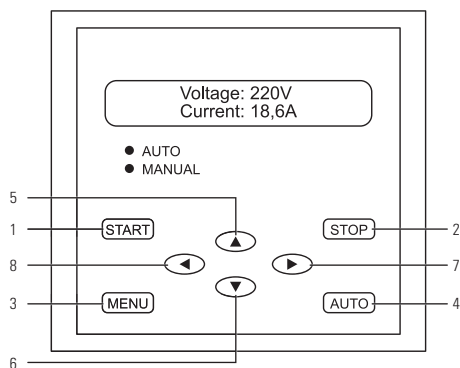 Voltage: 220V
Current: 18,6A
AUTO
MANUAL
5
1 START STOP 2
8 7
3 MENU AUTO 4
6